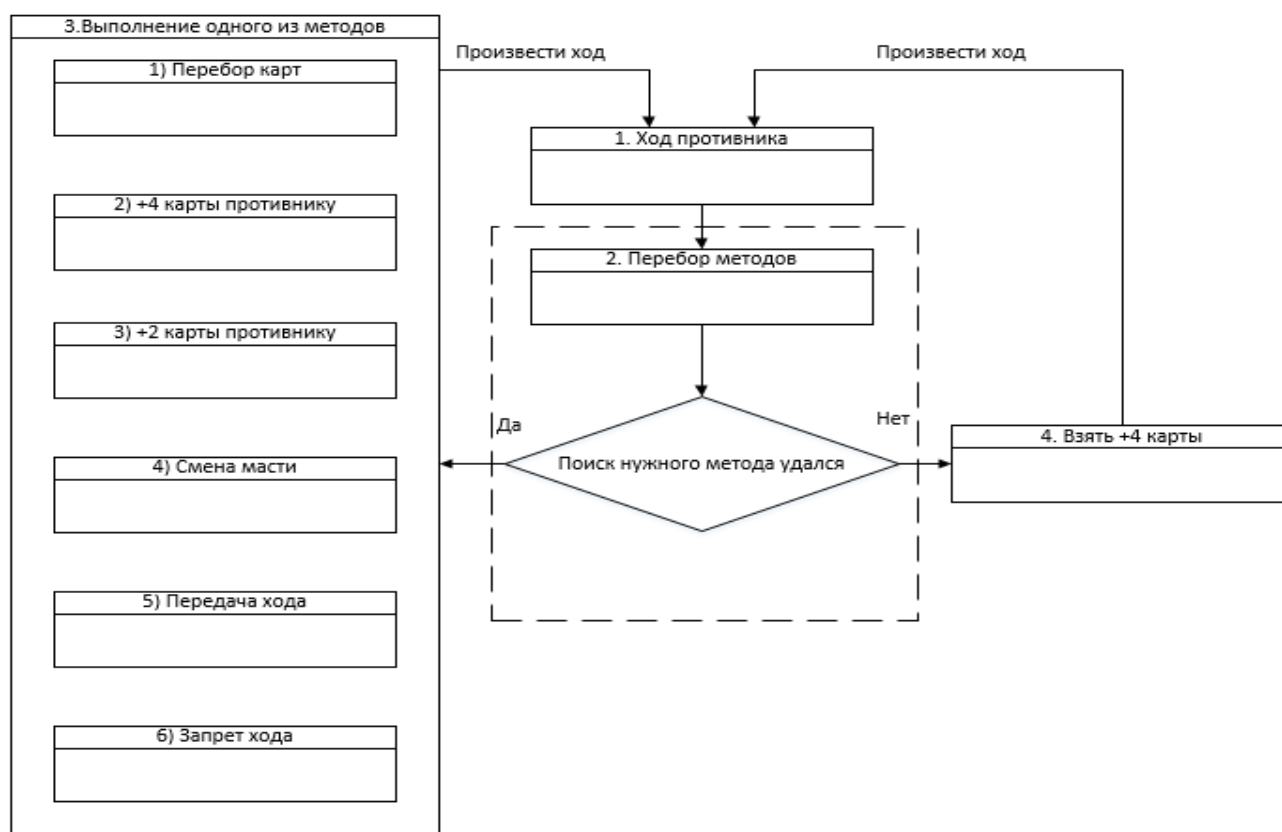 3.Выполнение одного из методов
1) Перебор карт
2) +4 карты противнику
3) +2 карты противнику
4) Смена масти
5) Передача хода
6) Запрет хода
Произвести ход
Произвести ход
1. Ход противника
2. Перебор методов
Да
Нет
Поиск нужного метода удался
4. Взять +4 карты